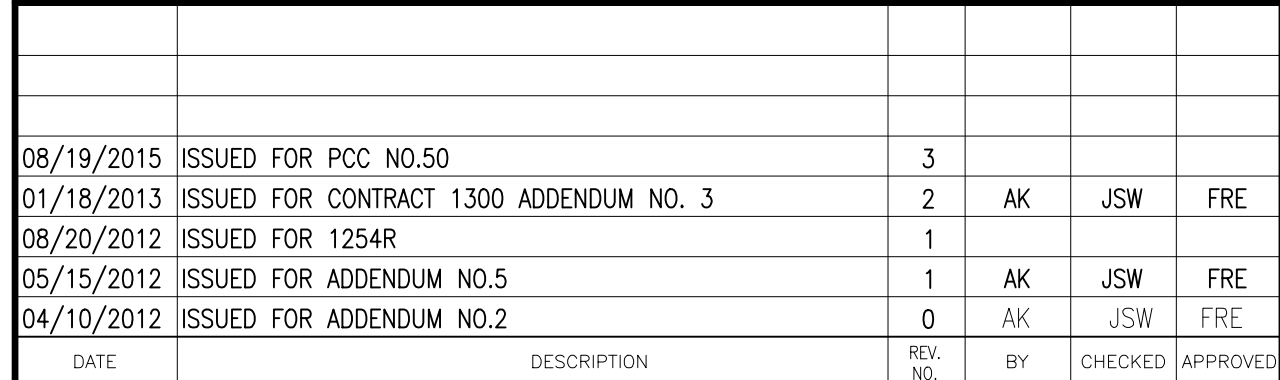 08/19/2015 ISSUED FOR PCC NO.50 3
01/18/2013 ISSUED FOR CONTRACT 1300 ADDENDUM NO. 3 2 AK JSW FRE
08/20/2012 ISSUED FOR 1254R 1
05/15/2012 ISSUED FOR ADDENDUM NO.5 1 AK JSW FRE
04/10/2012 ISSUED FOR ADDENDUM NO.2 0 AK JSW FRE
DATE DESCRIPTION REV. NO. BY CHECKED APPROVED